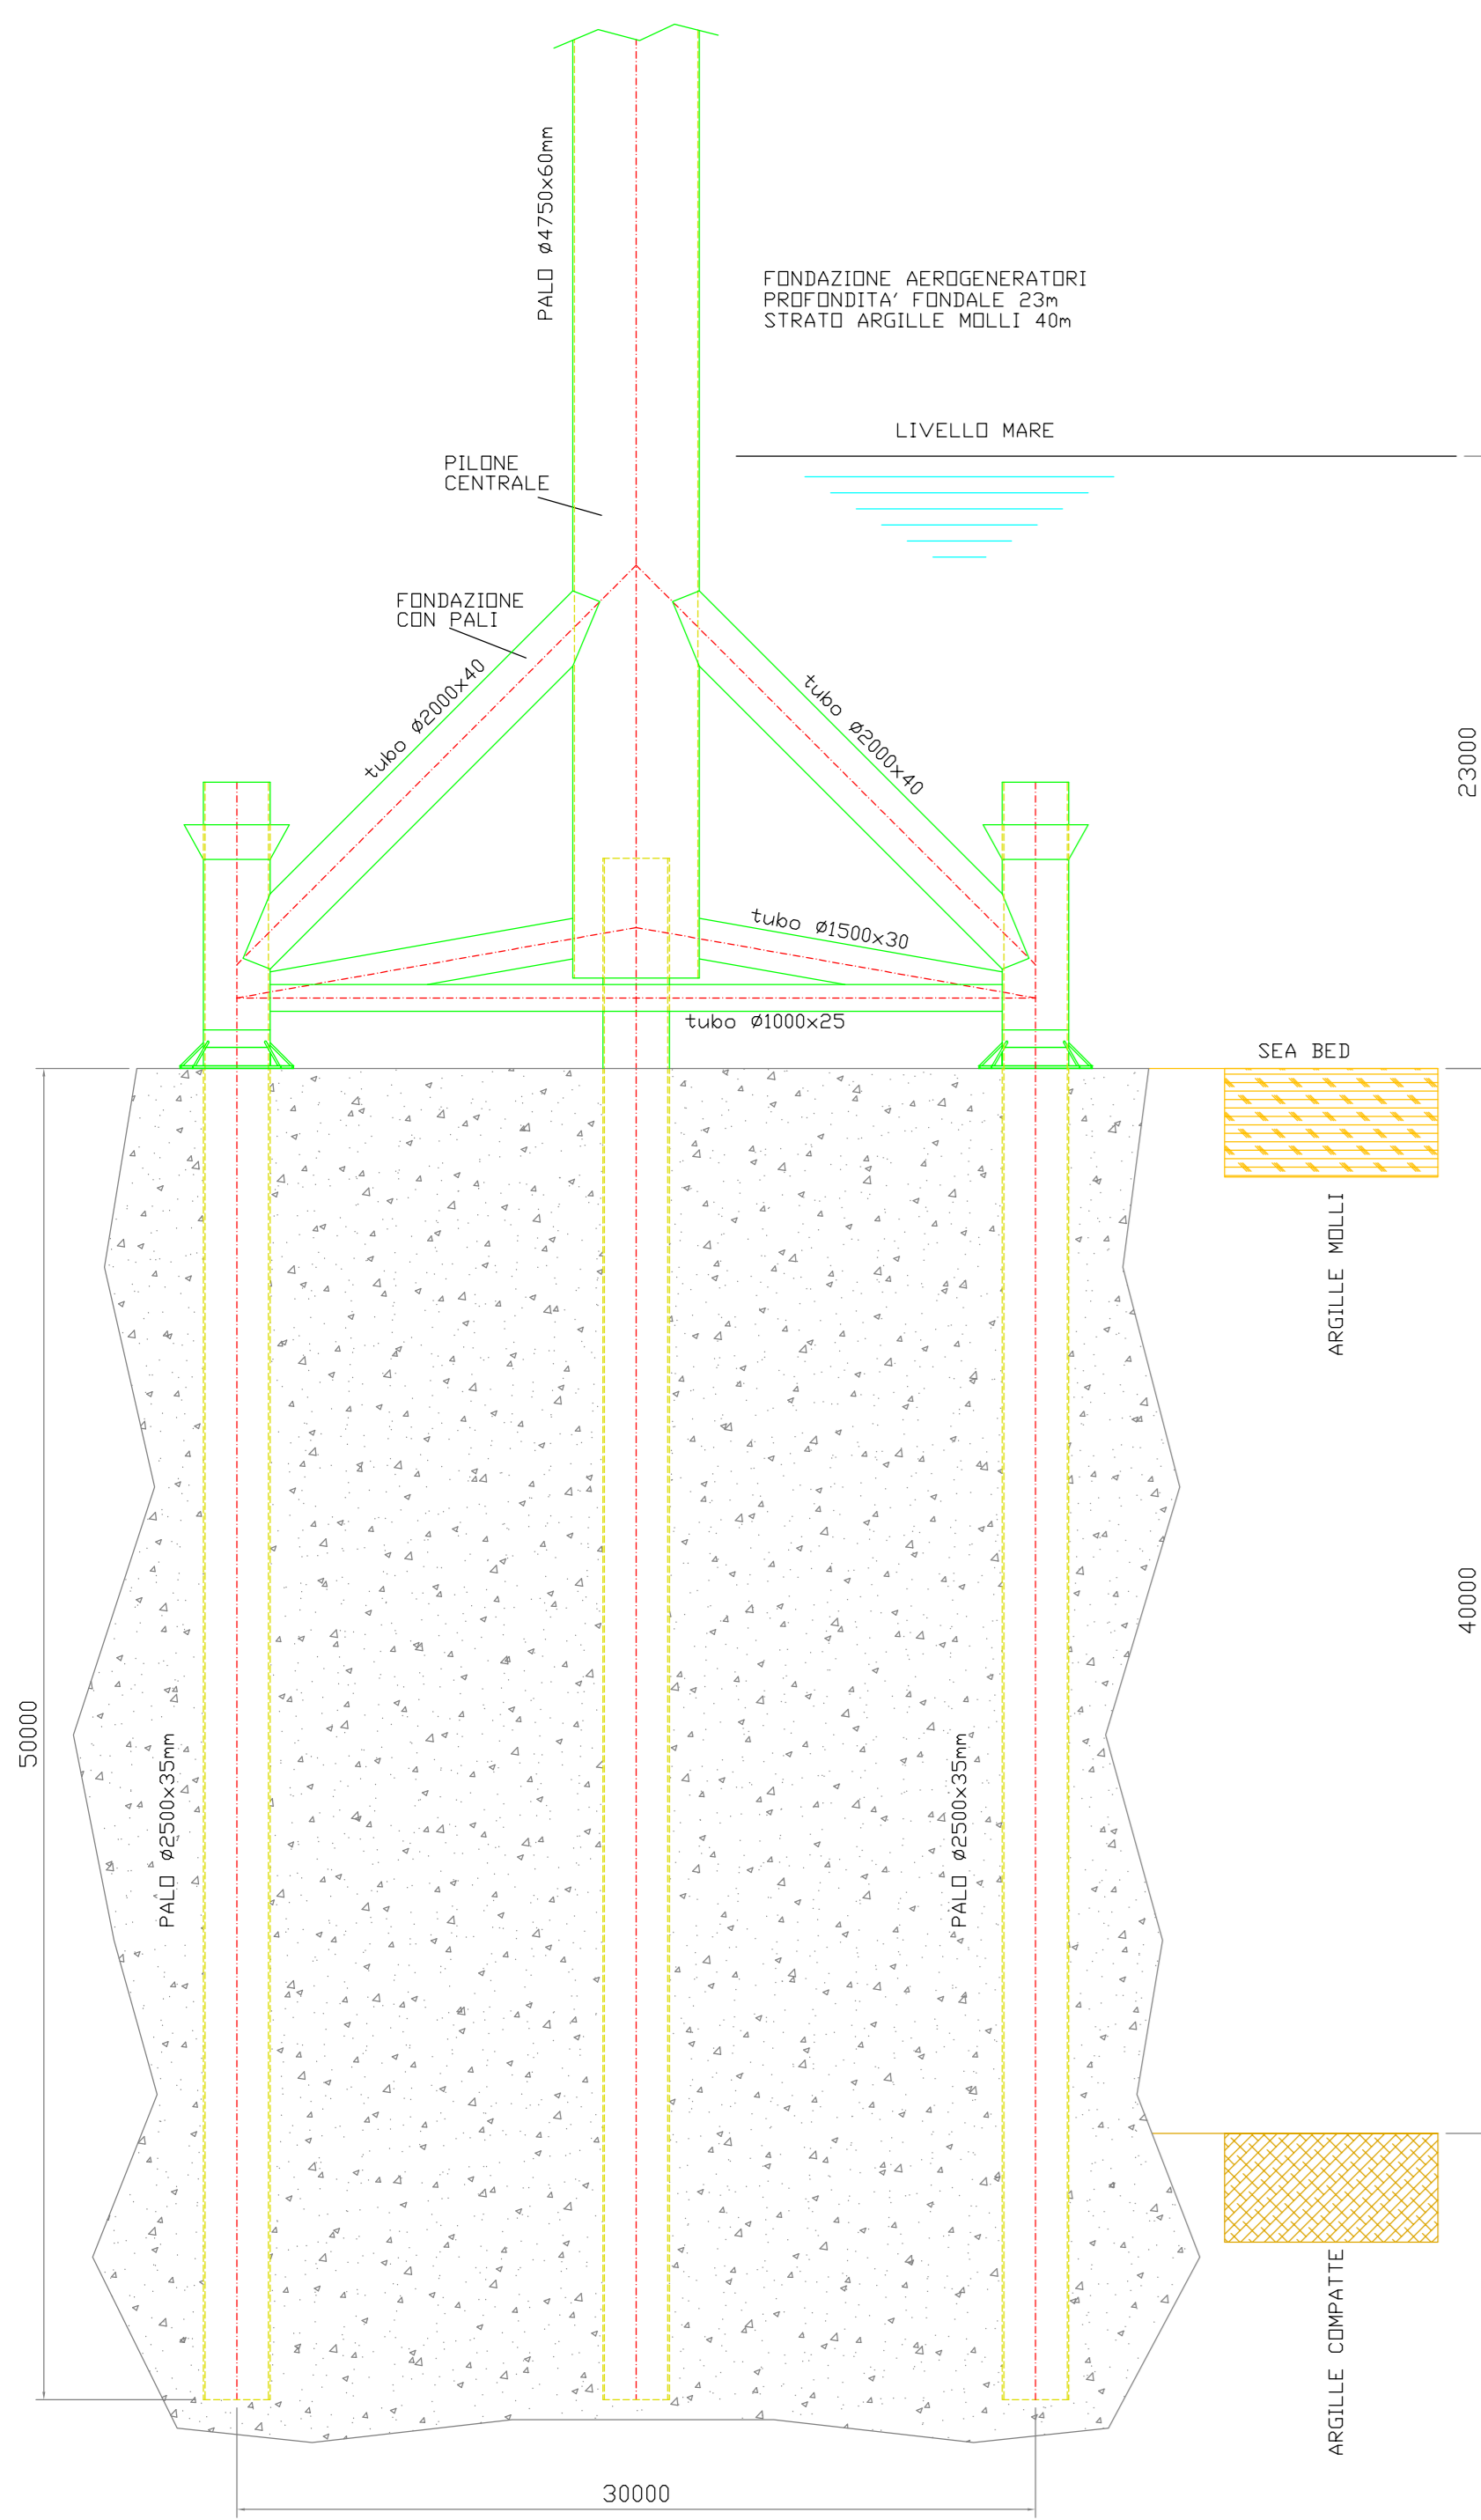 PALO ø4750x60mm
FONDAZIONE AEROGENERATORI
PROFONDITA' FONDALE 23m
STRATO ARGILLE MOLLI 40m
LIVELLO MARE
PILONE
CENTRALE
FONDAZIONE
CON PALI
tubo ø2000x40
tubo ø2000x40
23000
tubo ø1500x30
tubo ø1000x25
SEA BED
ARGILLE MOLLI
40000
50000
PALO ø2500x35mm
PALO ø2500x35mm
ARGILLE COMPATTE
30000